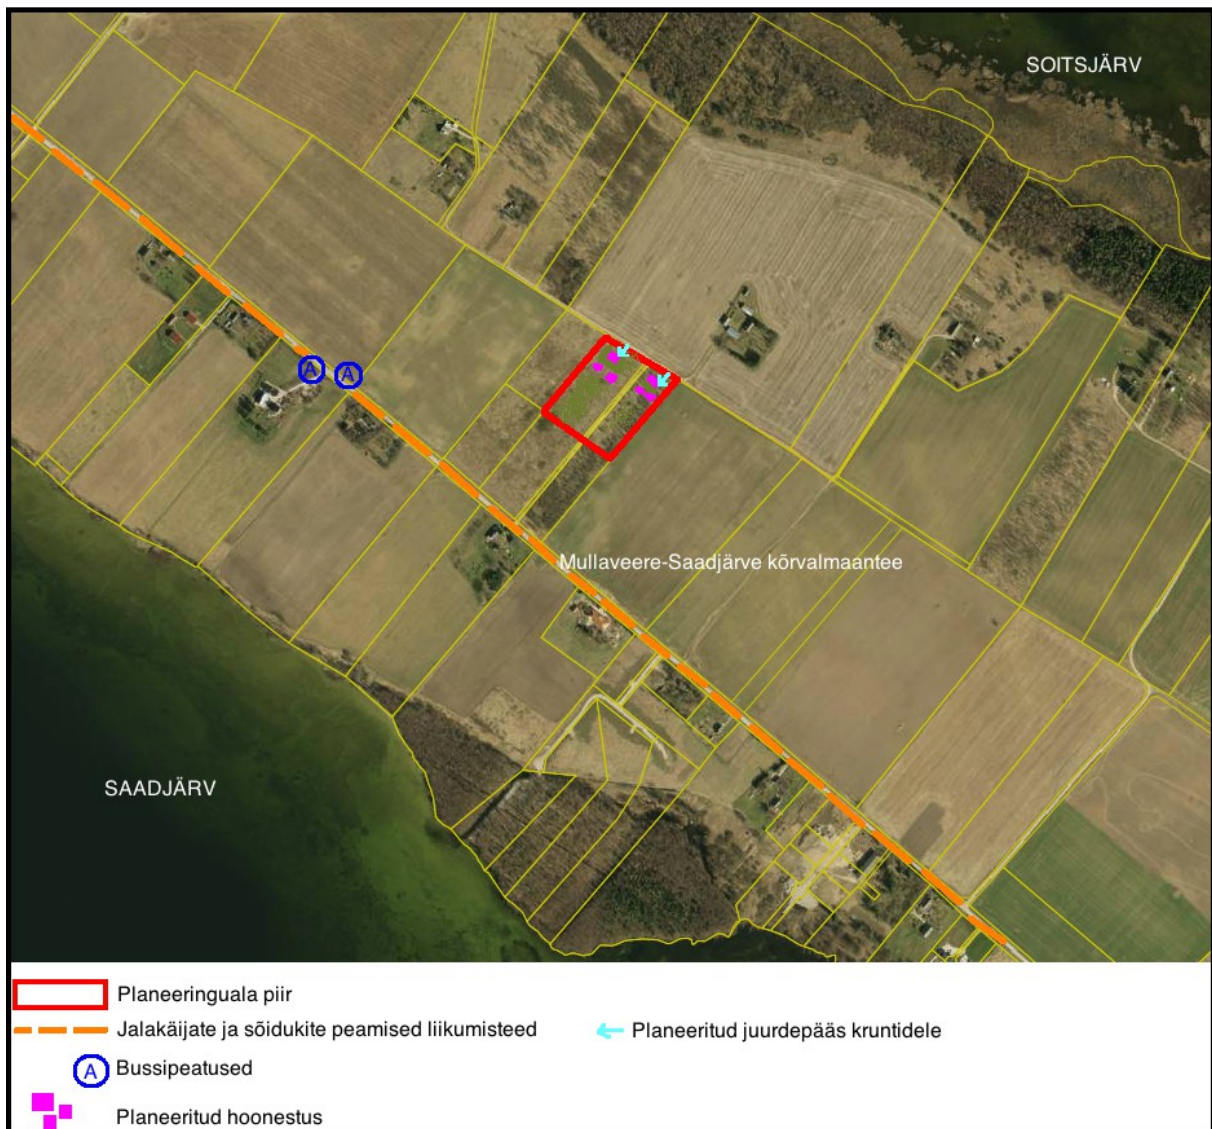 SOITSJÄRV
A
A
Mullaveere-Saadjärve kõrvalmaantee
SAADJÄRV
Planeeringuala piir
Jalakäijate ja sõidukite peamised liikumisteed
Planeeritud juurdepääs kruntidele
A
Bussipeatused
Planeeritud hoonestus